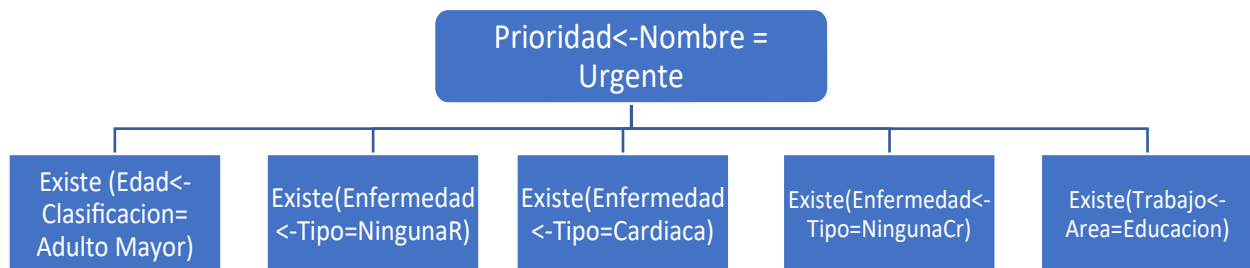 Prioridad<-Nombre =
Urgente
Existe (Edad<-
Clasificacion=
Adulto Mayor)
Existe(Enfermedad
<-Tipo=NingunaR)
Existe(Enfermedad
<-Tipo=Cardiaca)
Existe(Enfermedad<-
Tipo=NingunaCr)
Existe(Trabajo<-
Area=Educacion)